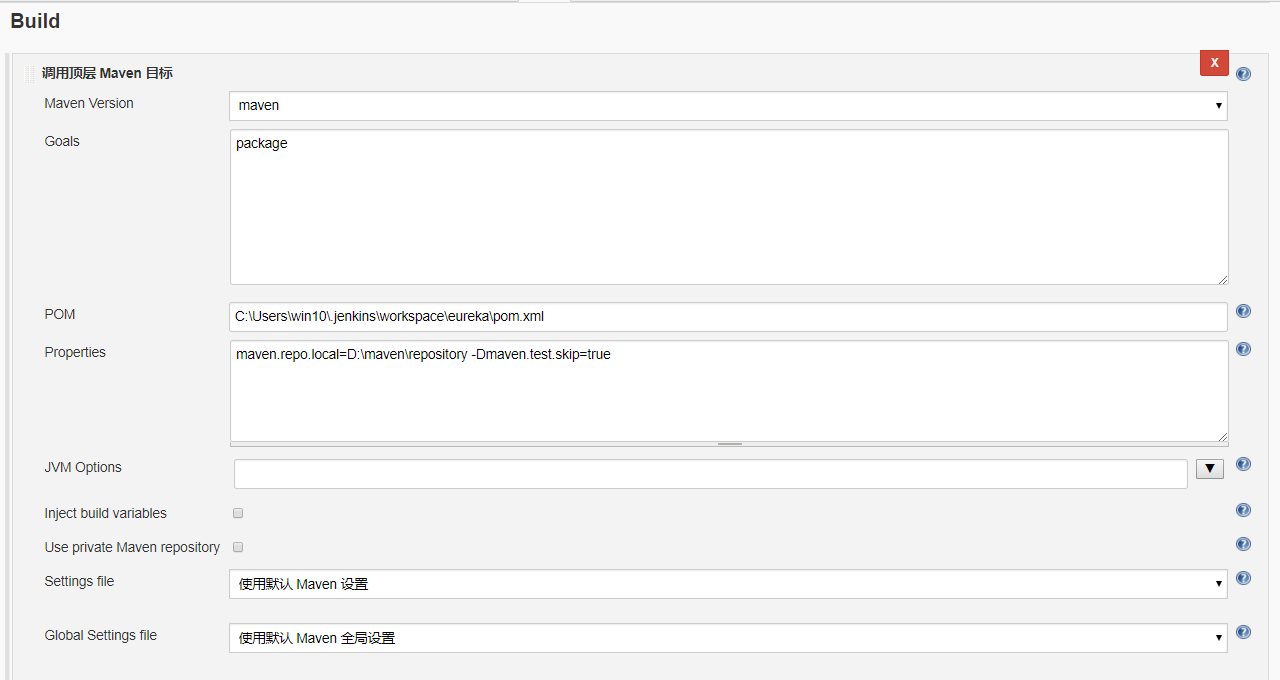 Build
调用顶层 Maven 目标
X
Maven Version
maven
Goals
package
POM
C:\Users\win10\.jenkins\workspace\eureka\pom.xml
Properties
maven.repo.local=D:\maven\repository -Dmaven.test.skip=true
JVM Options
Inject build variables
Use private Maven repository
Settings file
使用默认 Maven 设置
Global Settings file
使用默认 Maven 全局设置